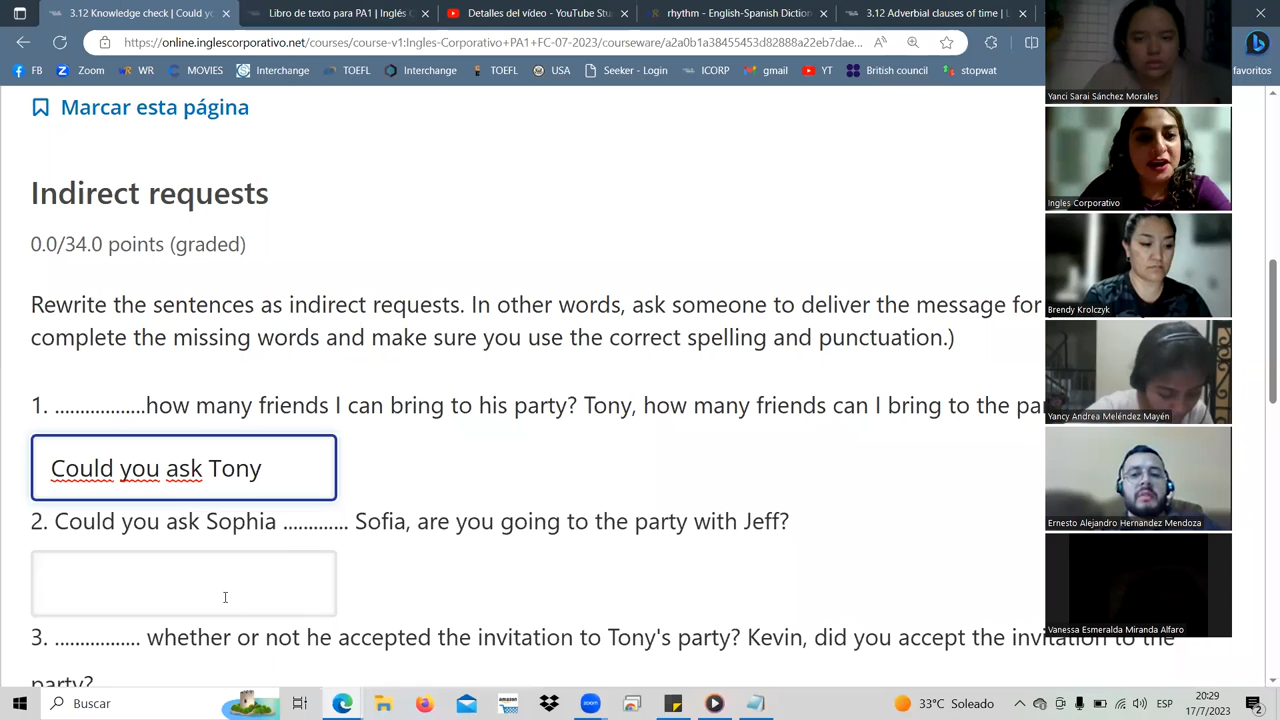 3.12 Knowledge check | Could yo
Libro de texto para PA1 | Inglés C
Detalles del vídeo - YouTube Stu
rhythm - English-Spanish Diction
3.12 Adverbial clauses of time | L
https://online.inglescorporativo.net/courses/course-v1:Ingles-Corporativo+PA1+FC-07-2023/courseware/a2a0b1a38455453d82888a22eb7dae...
FB
Zoom
WR
MOVIES
Interchange
TOEFL
Interchange
TOEFL
USA
Seeker - Login
ICORP
gmail
YT
British council
stopwat
favoritos
Marcar esta página
Yanci Sarai Sánchez Morales
Indirect requests
Ingles Corporativo
0.0/34.0 points (graded)
Rewrite the sentences as indirect requests. In other words, ask someone to deliver the message for
Brendy Krolczyk
complete the missing words and make sure you use the correct spelling and punctuation.)
1. ..................how many friends I can bring to his party? Tony, how many friends can I bring to the pa
Yancy Andrea Meléndez Mayén
Could you ask Tony
2. Could you ask Sophia ............. Sofia, are you going to the party with Jeff?
Ernesto Alejandro Hernandez Mendoza
Vanessa Esmeralda Miranda Alfaro
3. ................. whether or not he accepted the invitation to Tony's party? Kevin, did you accept the invitation to the
party?
Buscar
amazon
zoom
33°C Soleado
ESP
20:29
17/7/2023
2